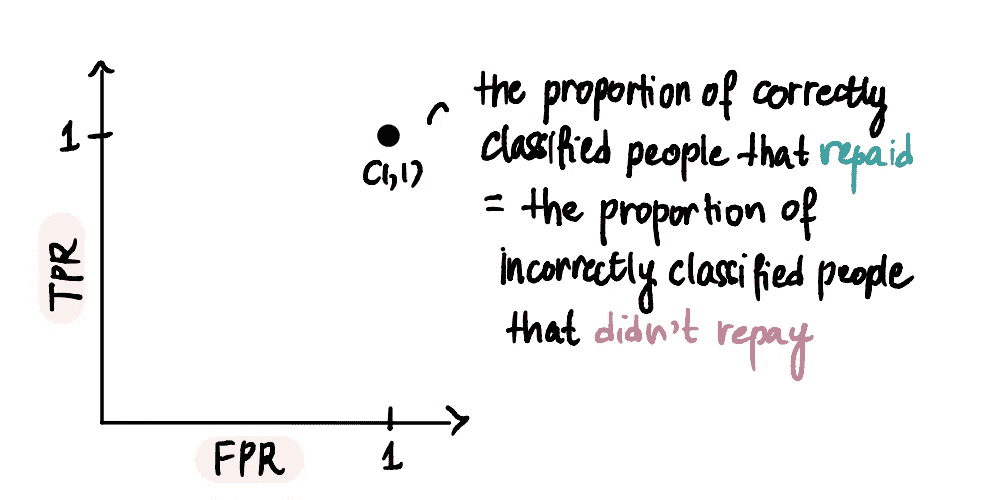 the proportion of correctly
classified people that repaid
= the proportion of
incorrectly classified people
that didn't repay
1
(1,1)
TPR
FPR
1